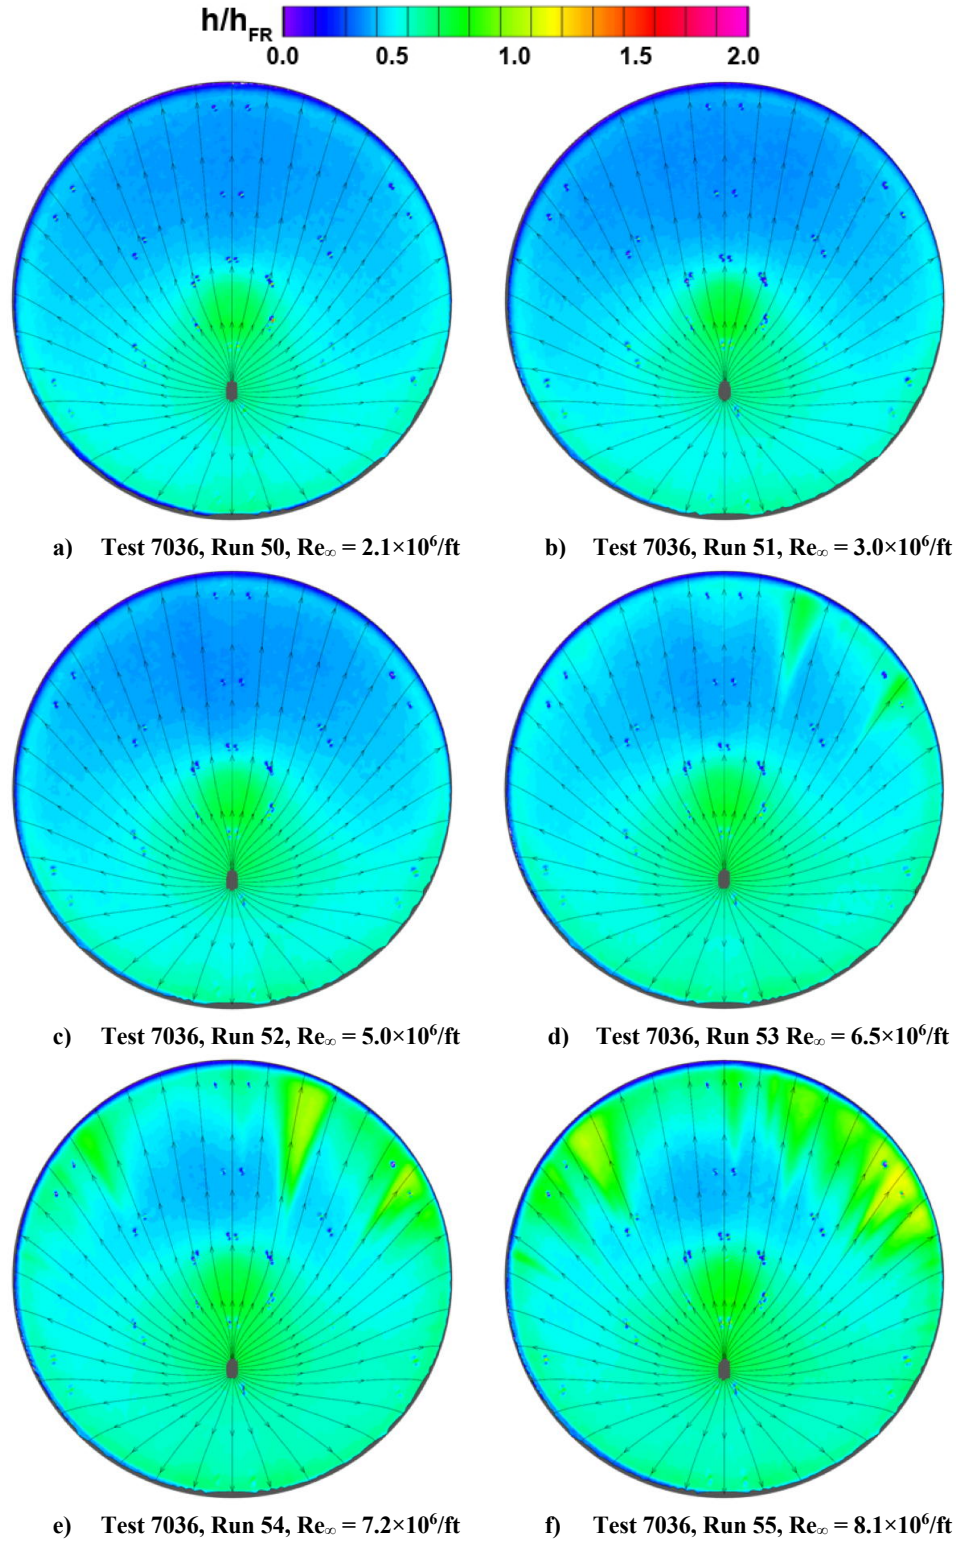 h/hFR
0.0 0.5 1.0 1.5 2.0
a) Test 7036, Run 50, Re∞ = 2.1×10⁶/ft
b) Test 7036, Run 51, Re∞ = 3.0×10⁶/ft
c) Test 7036, Run 52, Re∞ = 5.0×10⁶/ft
d) Test 7036, Run 53 Re∞ = 6.5×10⁶/ft
e) Test 7036, Run 54, Re∞ = 7.2×10⁶/ft
f) Test 7036, Run 55, Re∞ = 8.1×10⁶/ft